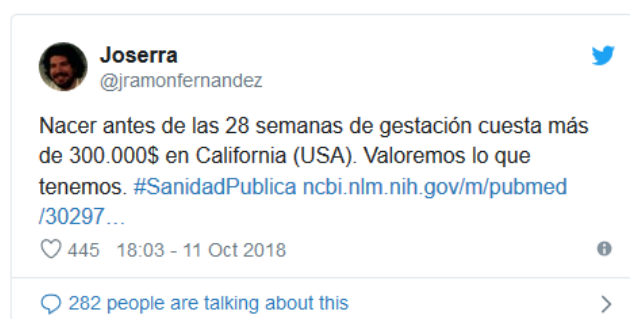 Joserra
@jramonfernandez
Nacer antes de las 28 semanas de gestación cuesta más
de 300.000$ en California (USA). Valoremos lo que
tenemos. #SanidadPublica ncbi.nlm.nih.gov/m/pubmed
/30297…
445 18:03 - 11 Oct 2018
282 people are talking about this